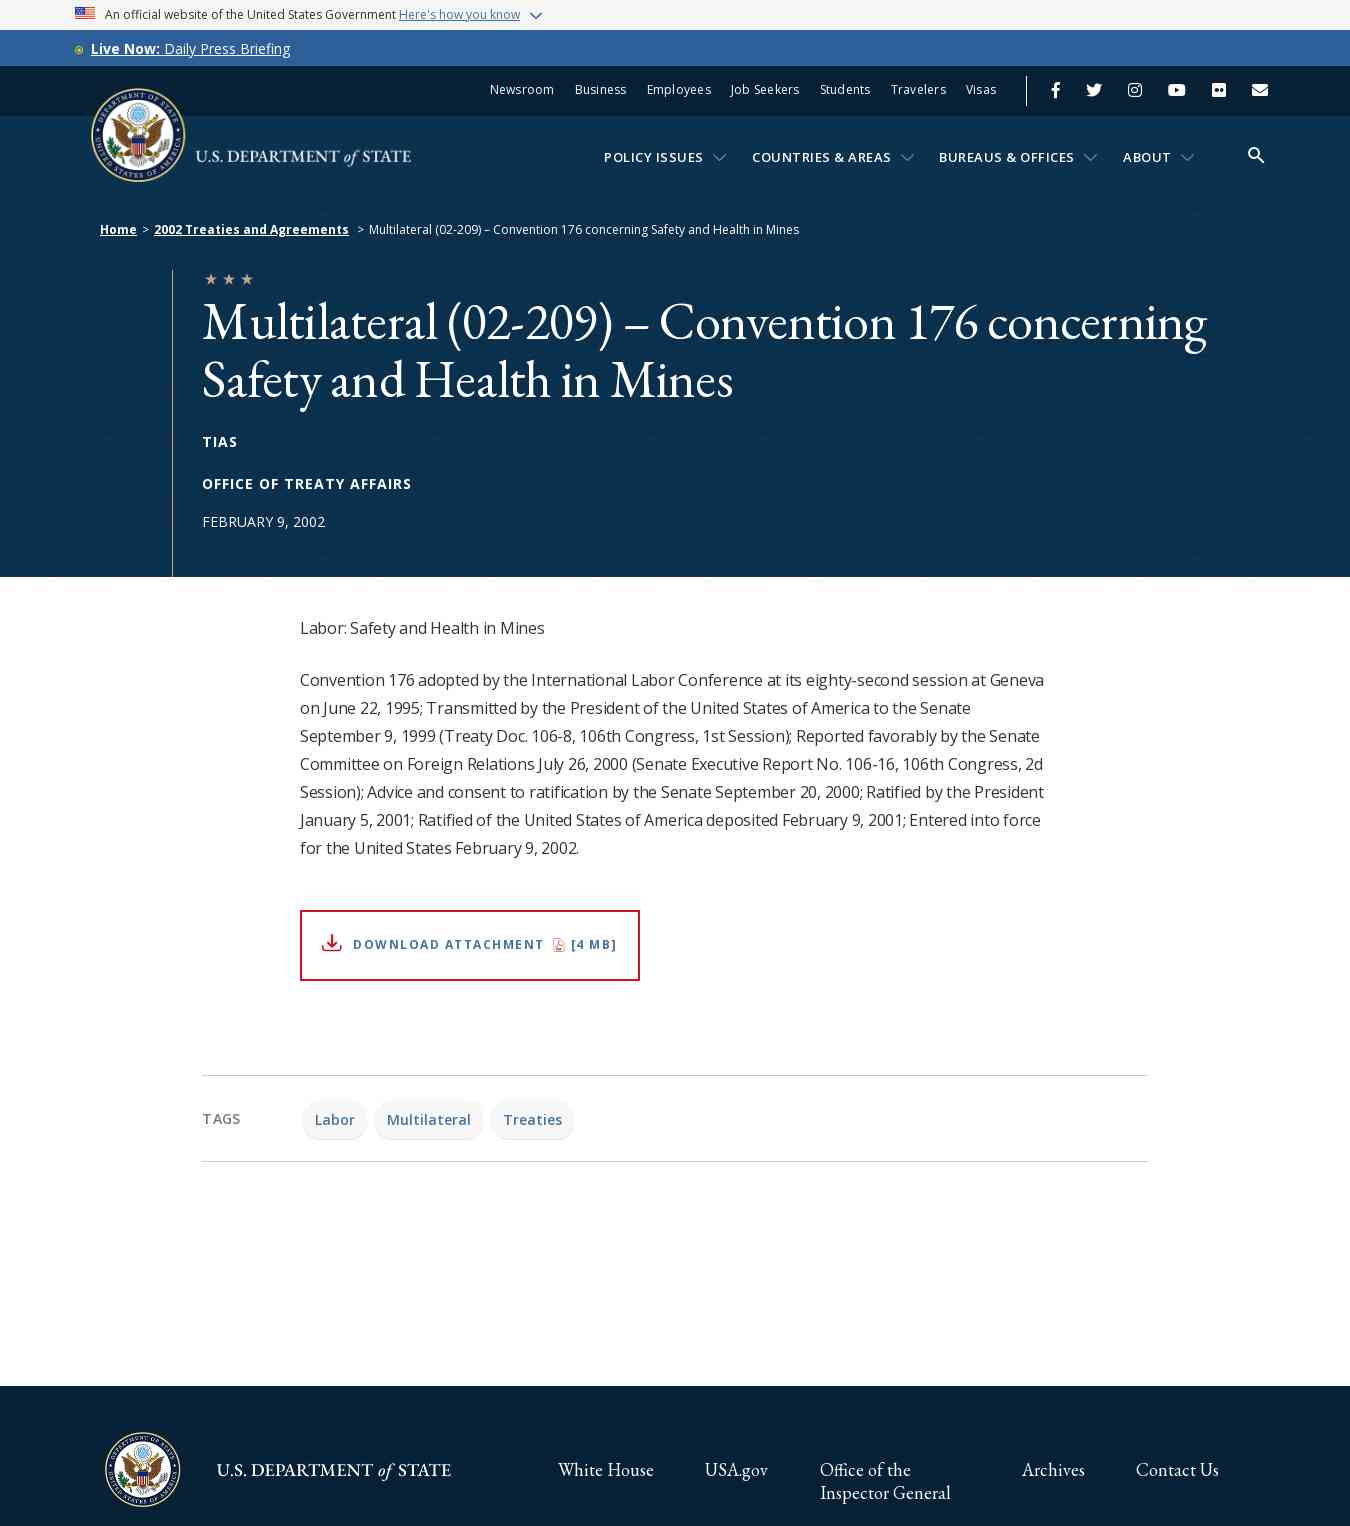 An official website of the United States Government Here's how you know
Live Now: Daily Press Briefing
Newsroom Business Employees Job Seekers Students Travelers Visas
U.S. DEPARTMENT of STATE
POLICY ISSUES COUNTRIES & AREAS BUREAUS & OFFICES ABOUT
Home > 2002 Treaties and Agreements > Multilateral (02-209) – Convention 176 concerning Safety and Health in Mines
Multilateral (02-209) – Convention 176 concerning
Safety and Health in Mines
TIAS
OFFICE OF TREATY AFFAIRS
FEBRUARY 9, 2002
Labor: Safety and Health in Mines
Convention 176 adopted by the International Labor Conference at its eighty-second session at Geneva
on June 22, 1995; Transmitted by the President of the United States of America to the Senate
September 9, 1999 (Treaty Doc. 106-8, 106th Congress, 1st Session); Reported favorably by the Senate
Committee on Foreign Relations July 26, 2000 (Senate Executive Report No. 106-16, 106th Congress, 2d
Session); Advice and consent to ratification by the Senate September 20, 2000; Ratified by the President
January 5, 2001; Ratified of the United States of America deposited February 9, 2001; Entered into force
for the United States February 9, 2002.
DOWNLOAD ATTACHMENT [4 MB]
TAGS Labor Multilateral Treaties
DEPARTMENT OF STATE
UNITED STATES OF AMERICA
U.S. DEPARTMENT of STATE
White House USA.gov Office of the Archives Contact Us
Inspector General